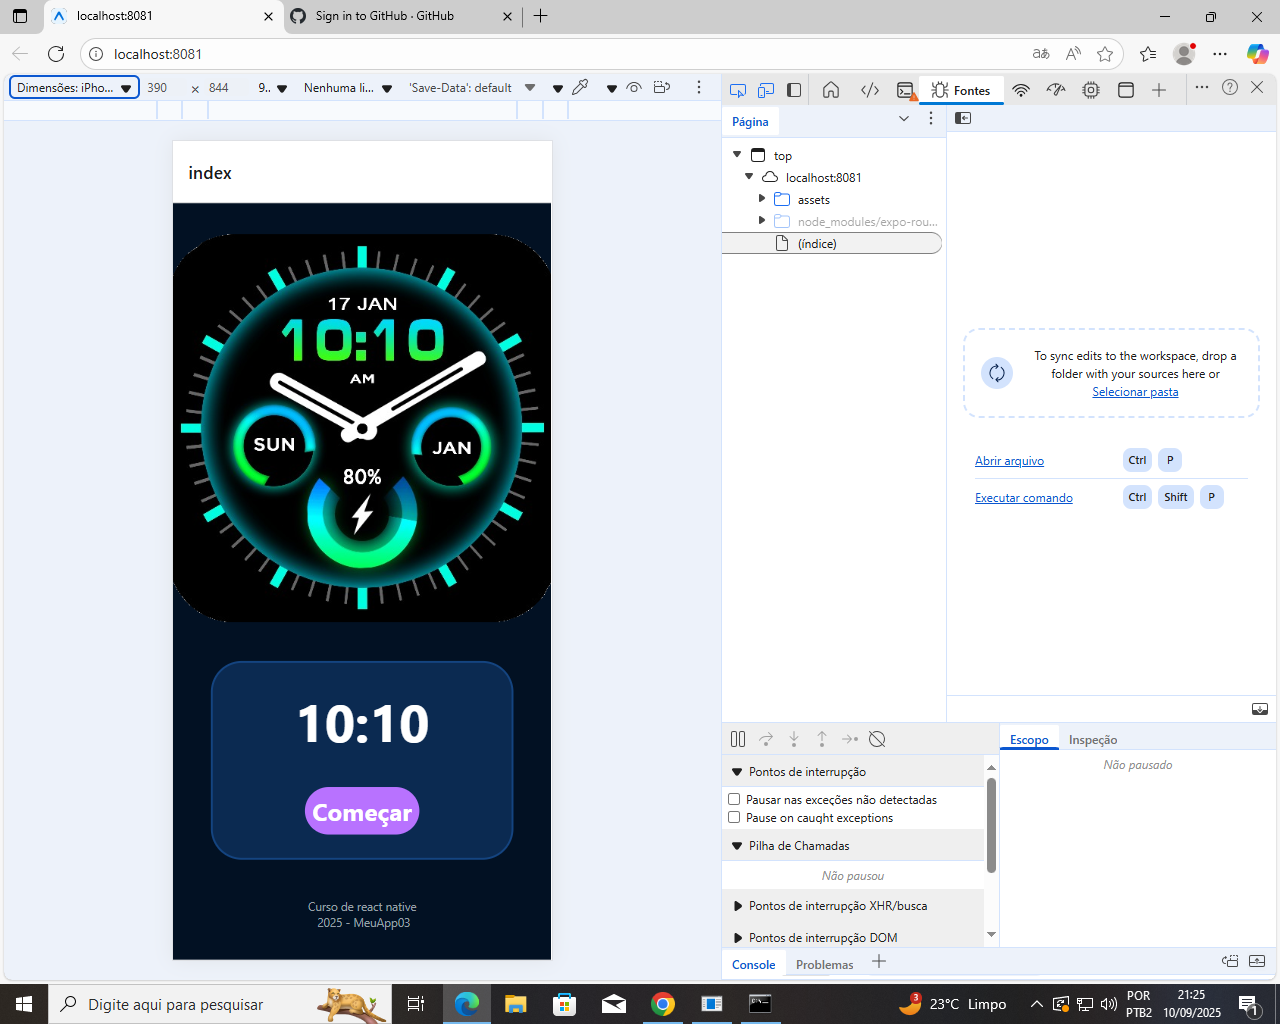 localhost:8081
Sign in to GitHub · GitHub
localhost:8081
Dimensões: iPho...
390
×
844
9..
Nenhuma li...
'Save-Data': default
Fontes
index
17 JAN
10:10
AM
SUN
JAN
80%
10:10
Começar
Curso de react native
2025 - MeuApp03
Página
top
localhost:8081
assets
node_modules/expo-rou...
(índice)
To sync edits to the workspace, drop a
folder with your sources here or
Selecionar pasta
Abrir arquivo
Ctrl P
Executar comando
Ctrl Shift P
Pontos de interrupção
Pausar nas exceções não detectadas
Pause on caught exceptions
Pilha de Chamadas
Não pausou
Pontos de interrupção XHR/busca
Pontos de interrupção DOM
Escopo
Inspeção
Não pausado
Console
Problemas
Digite aqui para pesquisar
3
23°C Limpo
POR
PTB2
21:25
10/09/2025
1